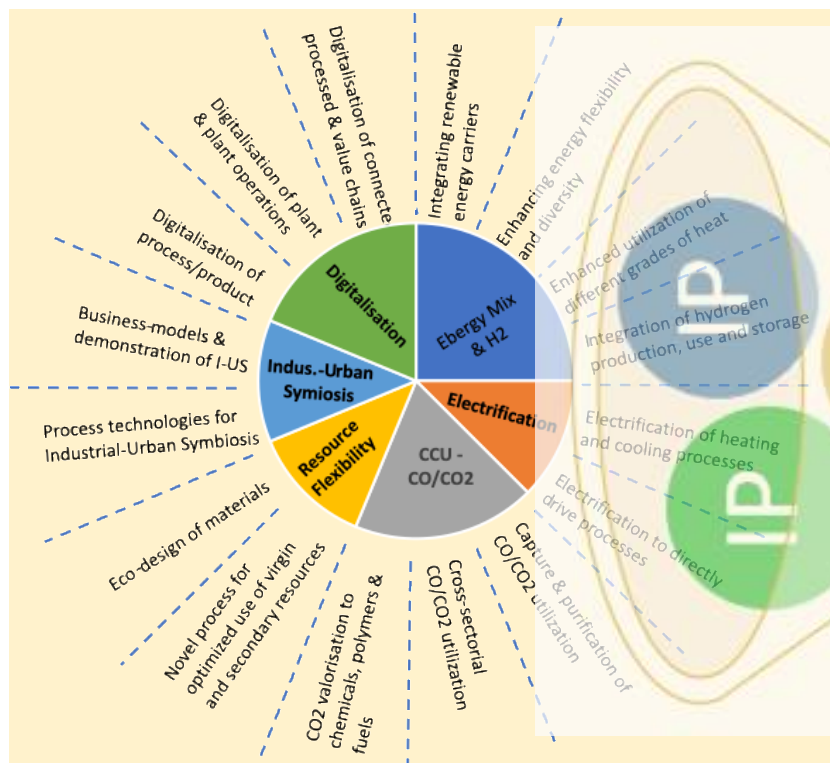 Digitalisation of connecte
processed & value chains
Integrating renewable
energy carriers
Enhancing energy flexibility
and diversity
Enhanced utilization of
different grades of heat
Integration of hydrogen
production, use and storage
Electrification of heating
and cooling processes
Electrification to directly
drive processes
Capture & purification of
CO/CO2 utilization
Cross-sectorial
CO/CO2 utilization
CO2 valorisation to
chemicals, polymers &
fuels
Novel process for
optimized use of virgin
and secondary resources
Eco-design of materials
Process technologies for
Industrial-Urban Symbiosis
Business-models &
demonstration of I-US
Digitalisation of
process/product
Digitalisation of plant
& plant operations
Digitalisation
Ebergy Mix
& H2
Indus.-Urban
Symiosis
Electrification
Resource
Flexibility
CCU -
CO/CO2
IP
IP